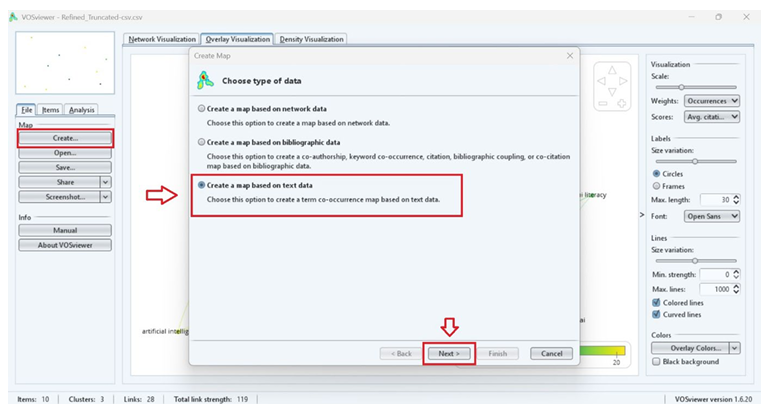 VOSviewer - Refined_Truncated-csv.csv
Network Visualization Overlay Visualization Density Visualization
File Items Analysis
Map
Create...
Open...
Save...
Share
Screenshot...
Info
Manual
About VOSviewer
Create Map
Choose type of data
Create a map based on network data
Choose this option to create a map based on network data.
Create a map based on bibliographic data
Choose this option to create a co-authorship, keyword co-occurrence, citation, bibliographic coupling, or co-citation
map based on bibliographic data.
Create a map based on text data
Choose this option to create a term co-occurrence map based on text data.
< Back Next > Finish Cancel
artificial intellig
literacy
ai
20
Visualization
Scale:
Weights: Occurrences
Scores: Avg. citati...
Labels
Size variation:
Circles
Frames
Max. length: 30
Font: Open Sans
Lines
Size variation:
Min. strength: 0
Max. lines: 1000
Colored lines
Curved lines
Colors
Overlay Colors...
Black background
Items: 10 Clusters: 3 Links: 28 Total link strength: 119 VOSviewer version 1.6.20